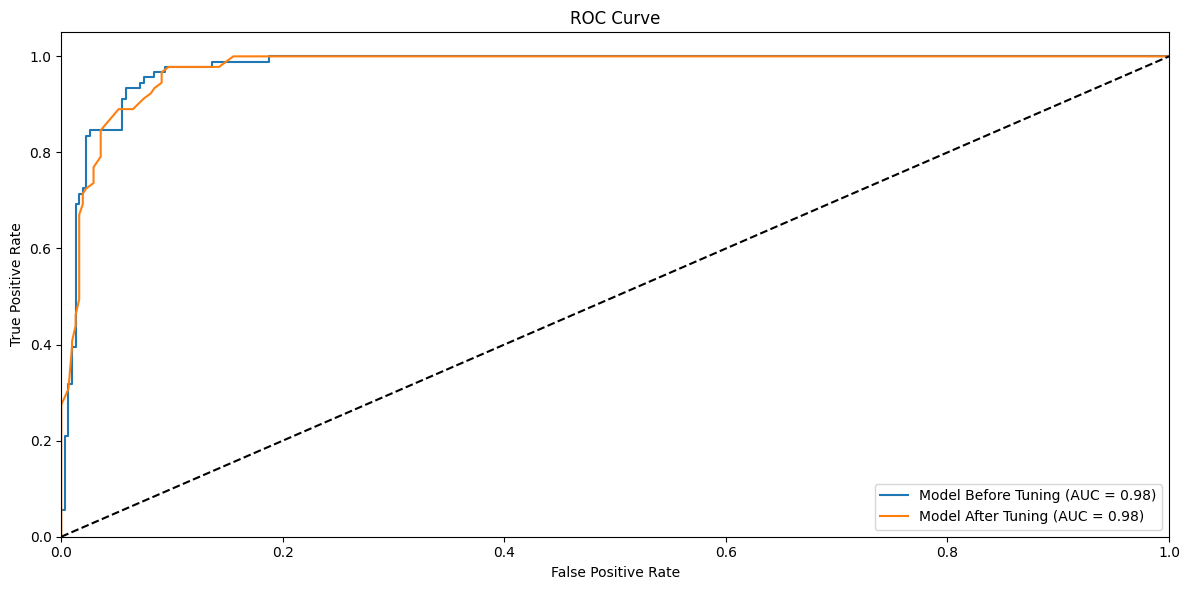 ROC Curve
True Positive Rate
1.0
0.8
0.6
0.4
0.2
0.0
0.0 0.2 0.4 0.6 0.8 1.0
False Positive Rate
Model Before Tuning (AUC = 0.98)
Model After Tuning (AUC = 0.98)